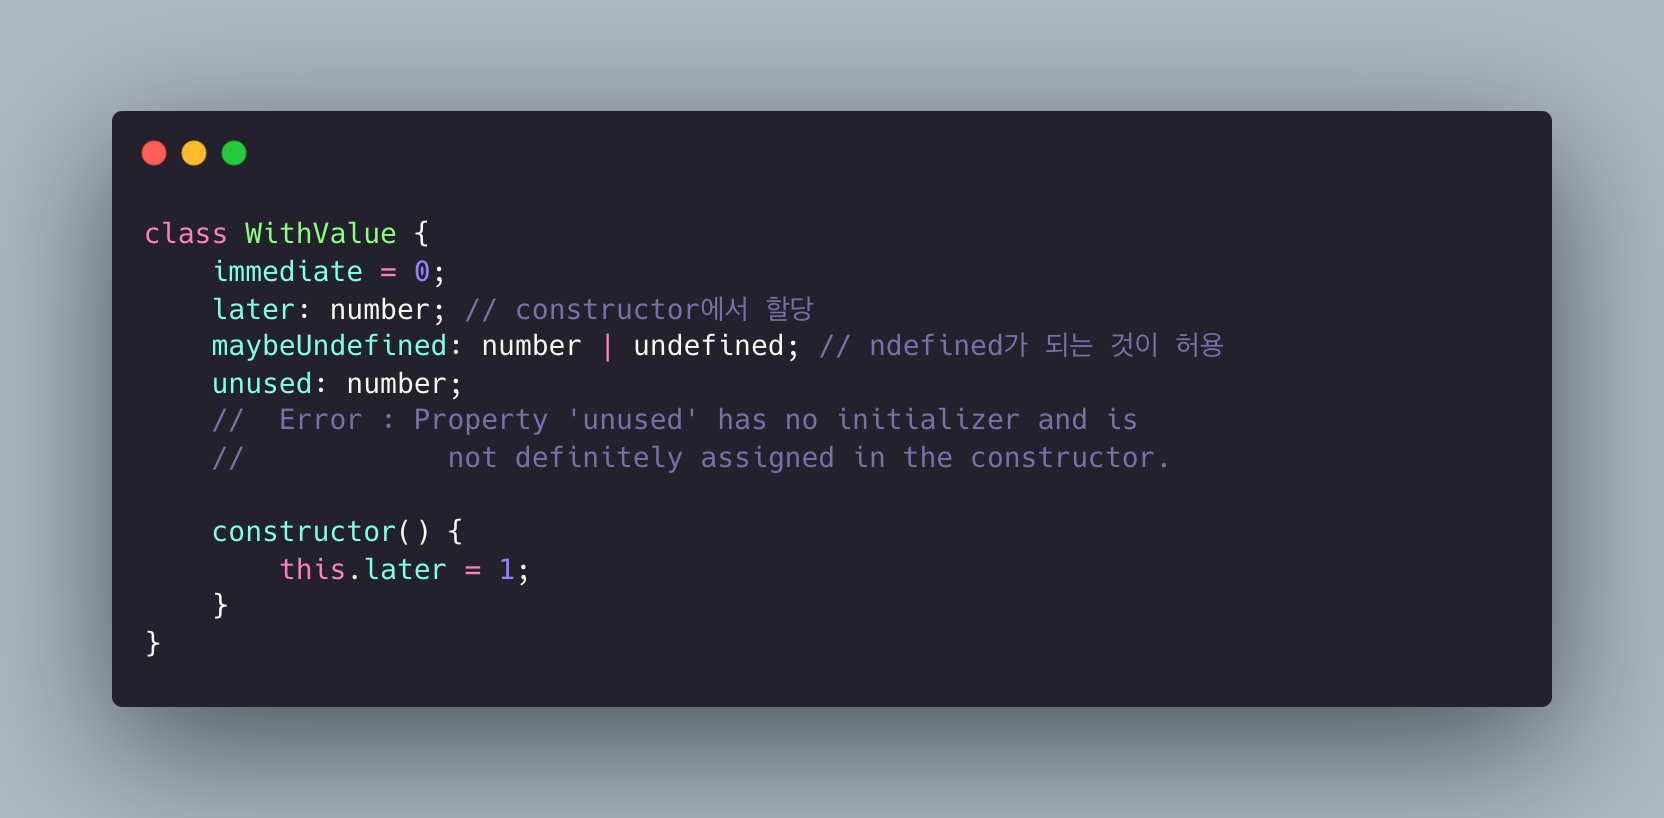 class WithValue {
    immediate = 0;
    later: number; // constructor에서 할당
    maybeUndefined: number | undefined; // ndefined가 되는 것이 허용
    unused: number;
    //  Error : Property 'unused' has no initializer and is
    //            not definitely assigned in the constructor.
    constructor() {
        this.later = 1;
    }
}